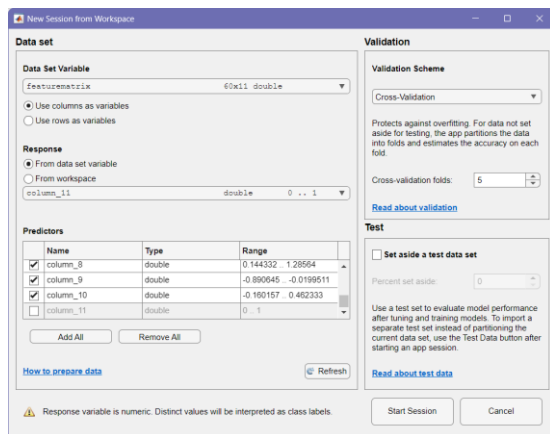 New Session from Workspace
Data set
Data Set Variable
featurematrix 60x11 double
Use columns as variables
Use rows as variables
Response
From data set variable
From workspace
column_11 double 0 .. 1
Predictors
Name Type Range
column_8 double 0.144332 .. 1.28564
column_9 double -0.890645 .. -0.0199511
column_10 double -0.160157 .. 0.462333
column_11 double 0 .. 1
Add All Remove All
How to prepare data Refresh
Response variable is numeric. Distinct values will be interpreted as class labels.
Validation
Validation Scheme
Cross-Validation
Protects against overfitting. For data not set
aside for testing, the app partitions the data
into folds and estimates the accuracy on each
fold.
Cross-validation folds: 5
Read about validation
Test
Set aside a test data set
Percent set aside: 0
Use a test set to evaluate model performance
after tuning and training models. To import a
separate test set instead of partitioning the
current data set, use the Test Data button after
starting an app session.
Read about test data
Start Session Cancel